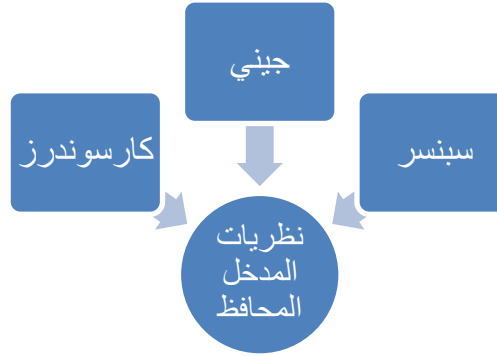 جيني
سبنسر
كارسوندرز
نظريات
المدخل
المحافظ